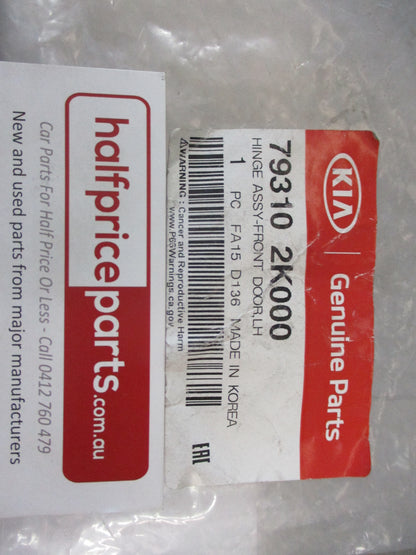 KIA
Genuine Parts
79310 2K000
HINGE ASSY-FRONT DOOR,LH
1 PC FA15 D136 MADE IN KOREA
WARNING : Cancer and Reproductive Harm
www.P65Warnings.ca.gov
EAC
halfpriceparts.com.au
Car Parts For Half Price Or Less - Call 0412 760 479
New and used parts from major manufacturers